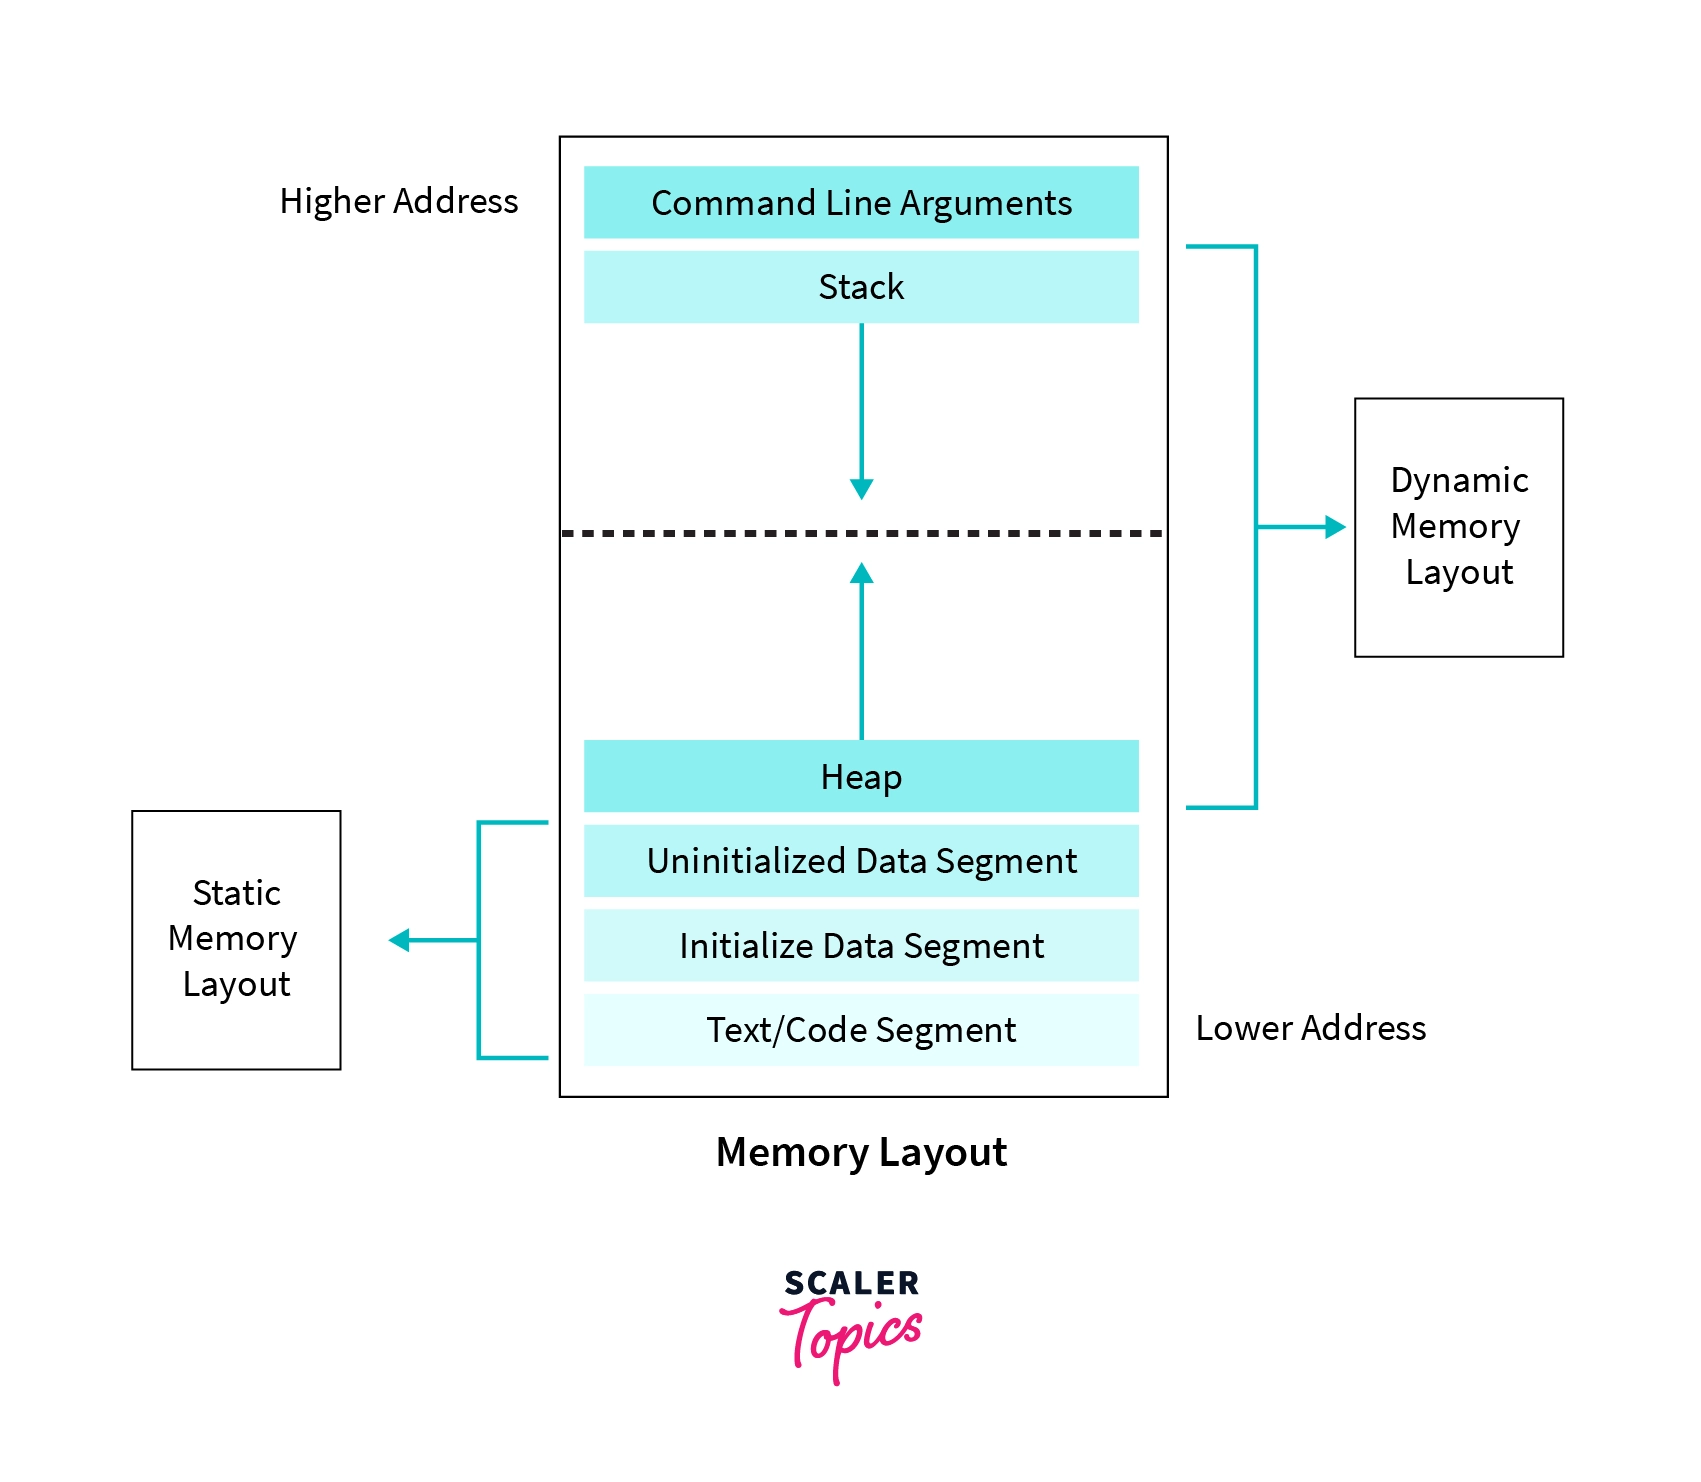 Higher Address
Command Line Arguments
Stack
Dynamic
Memory
Layout
Heap
Uninitialized Data Segment
Static
Memory
Layout
Initialize Data Segment
Text/Code Segment
Lower Address
Memory Layout
SCALER
Topics